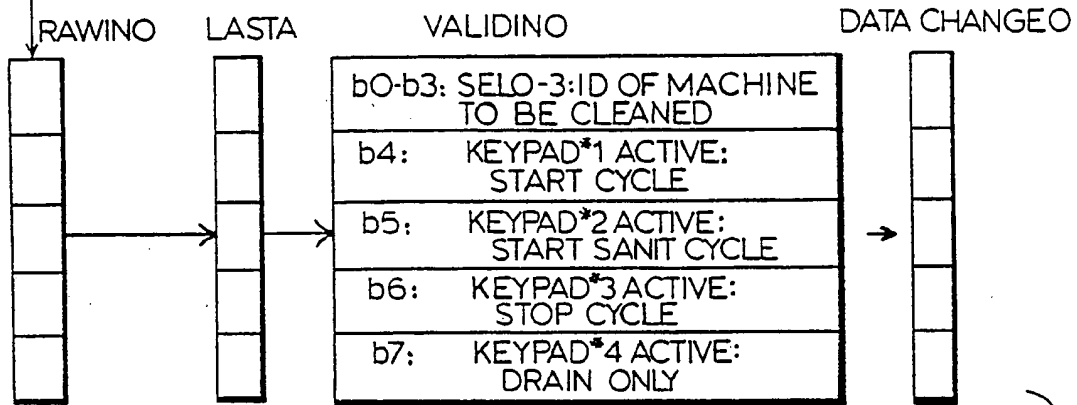 RAWINO LASTA VALIDINO DATA CHANGEO
b0-b3: SELO-3:ID OF MACHINE
TO BE CLEANED
b4: KEYPAD#1 ACTIVE:
START CYCLE
b5: KEYPAD#2 ACTIVE:
START SANIT CYCLE
b6: KEYPAD#3 ACTIVE:
STOP CYCLE
b7: KEYPAD#4 ACTIVE:
DRAIN ONLY